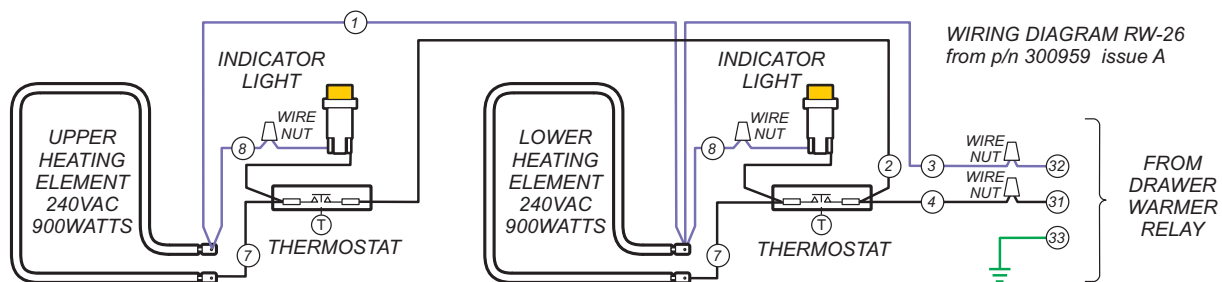 1
WIRING DIAGRAM RW-26
from p/n 300959 issue A
INDICATOR
LIGHT
INDICATOR
LIGHT
WIRE
NUT
WIRE
NUT
UPPER
HEATING
ELEMENT
240VAC
900WATTS
8
LOWER
HEATING
ELEMENT
240VAC
900WATTS
8
2
3
WIRE
NUT
32
4
WIRE
NUT
31
33
FROM
DRAWER
WARMER
RELAY
T
THERMOSTAT
7
T
THERMOSTAT
7